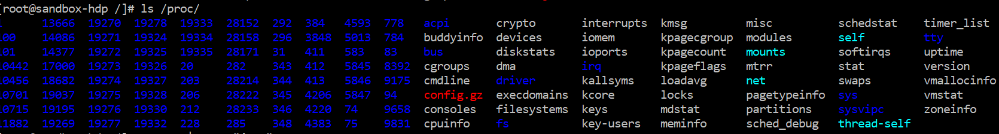 [root@sandbox-hdp /]# ls /proc/
1 13666 19270 19278 19333 28152 292 384 4593 778 acpi crypto interrupts kmsg misc schedstat timer_list
100 14086 19271 19324 19334 28158 296 3848 5013 784 buddyinfo devices iomem kpagecgroup modules self tty
101 14377 19272 19325 19335 28171 31 411 583 83 bus diskstats ioports kpagecount mounts softirqs uptime
10442 17000 19273 19326 20 282 343 412 5845 8392 cgroups dma irq kpageflags mtrr stat version
10456 18682 19274 19327 203 28214 344 413 5846 9175 cmdline driver kallsyms loadavg net swaps vmallocinfo
10701 19037 19275 19328 206 28222 345 4206 5847 94 config.gz execdomains kcore locks pagetypeinfo sys vmstat
10715 19195 19276 19330 212 28233 346 4220 74 9658 consoles filesystems keys mdstat partitions sysvipc zoneinfo
11882 19269 19277 19332 228 285 348 4383 75 9831 cpuinfo fs key-users meminfo sched_debug thread-self